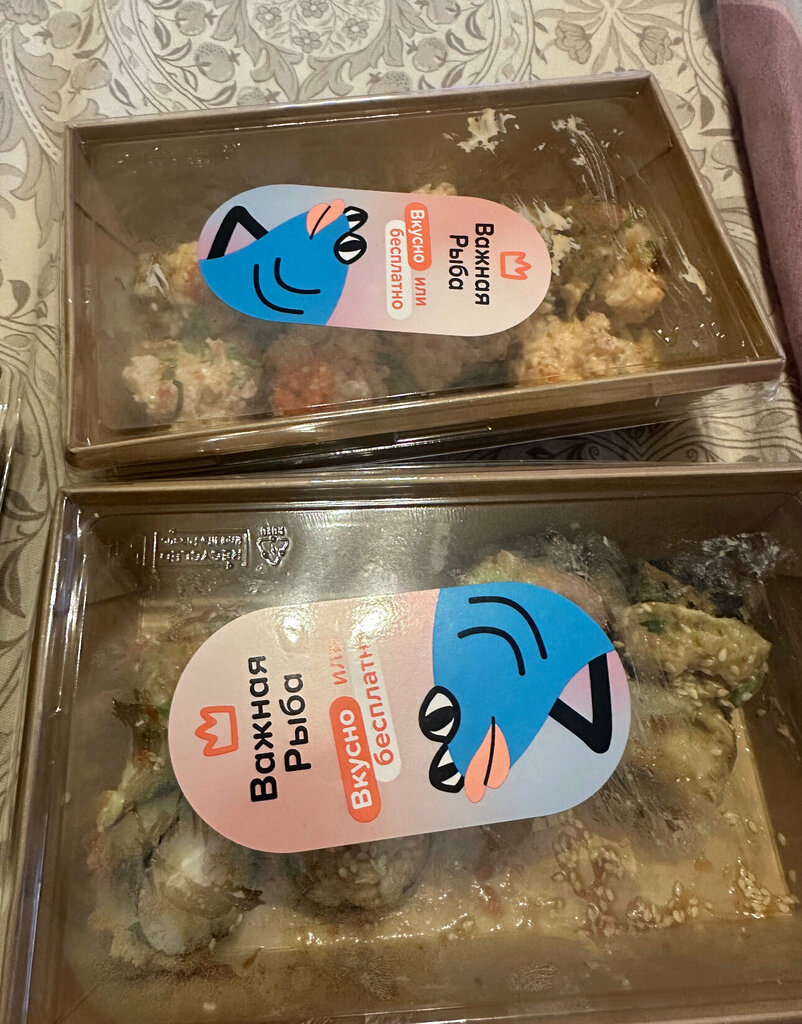 Важная
Рыба
Вкусно или
бесплатно
Важная
Рыба
Вкусно или
бесплатн